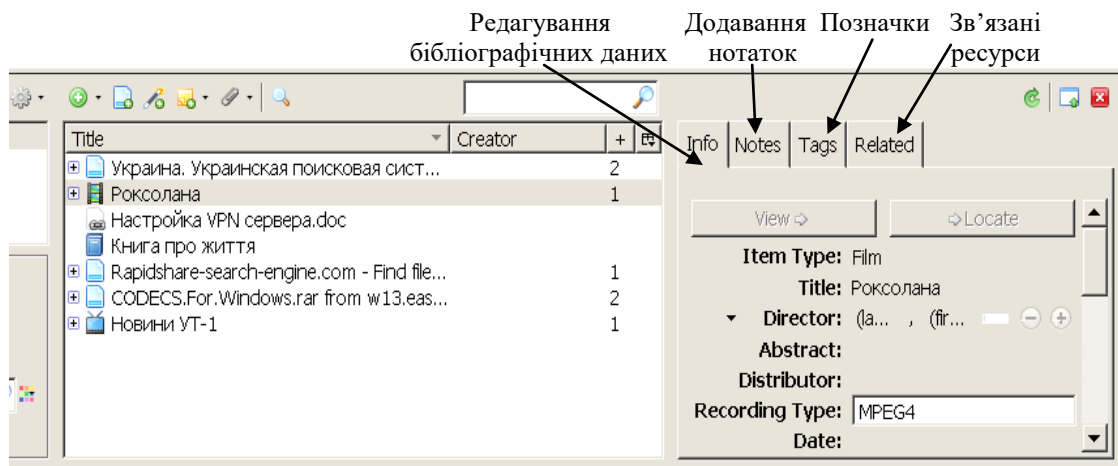 Редагування
бібліографічних даних
Додавання
нотаток
Позначки
Зв’язані
ресурси
Title Creator +
Украина. Украинская поисковая сист... 2
Роксолана 1
Настройка VPN сервера.doc
Книга про життя
Rapidshare-search-engine.com - Find file... 1
CODECS.For.Windows.rar from w13.eas... 2
Новини УТ-1 1
Info Notes Tags Related
View Locate
Item Type: Film
Title: Роксолана
Director: (la... , (fir...
Abstract:
Distributor:
Recording Type: MPEG4
Date: